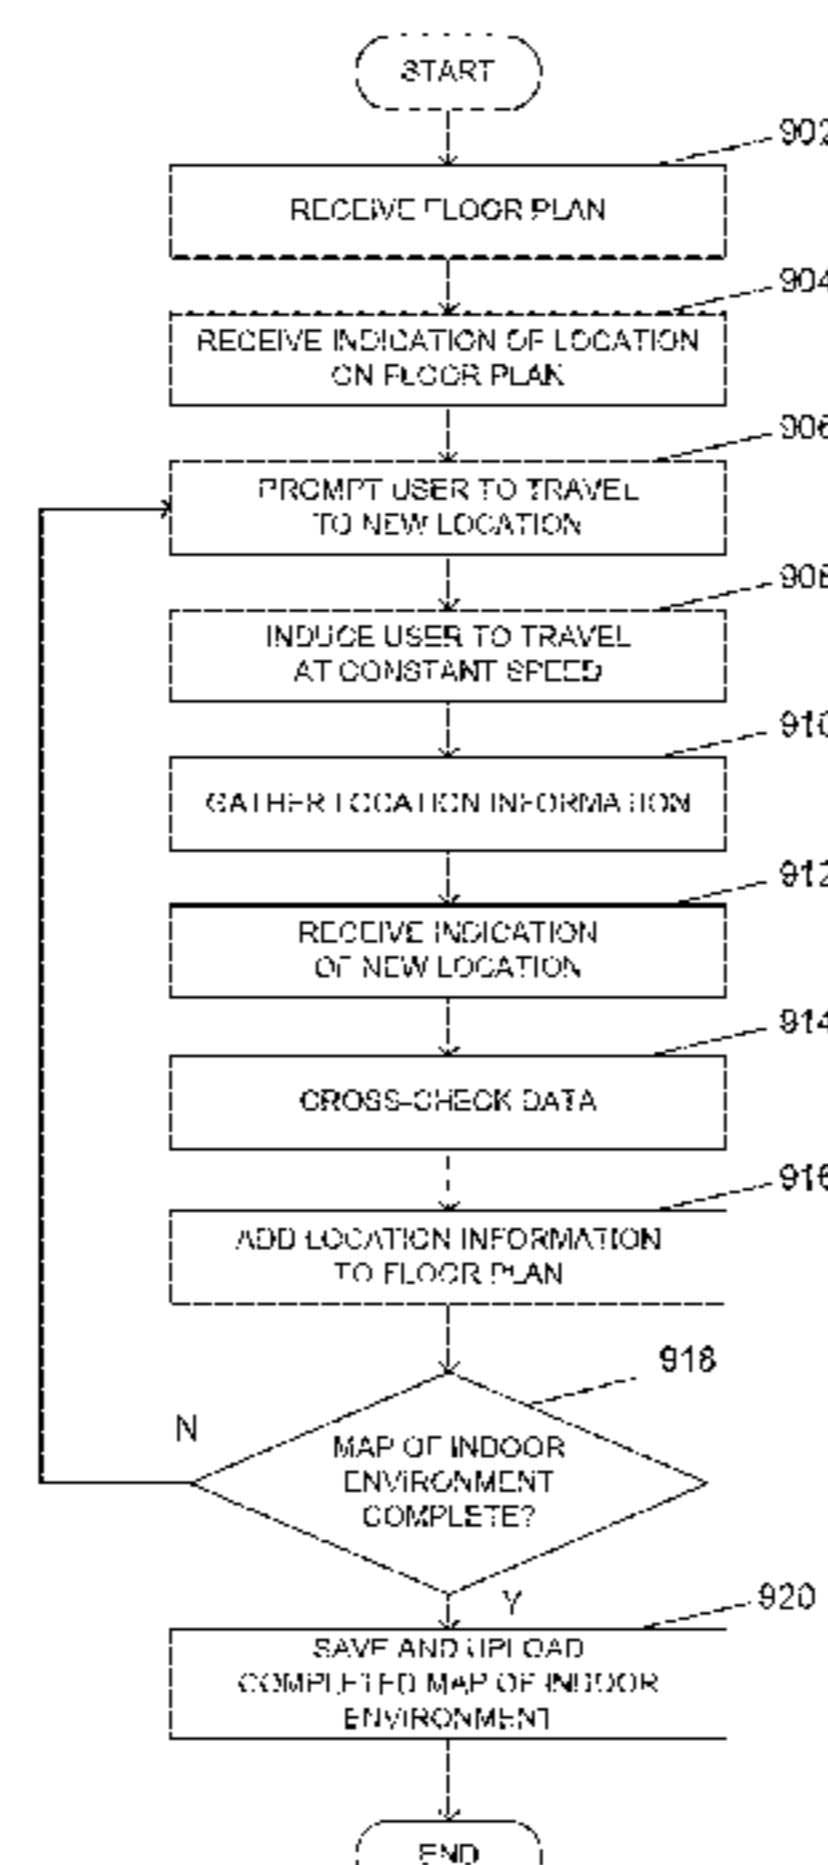 START
902
RECEIVE FLOOR PLAN
904
RECEIVE INDICATION OF LOCATION
ON FLOOR PLAN
906
PROMPT USER TO TRAVEL
TO NEW LOCATION
908
INDUCE USER TO TRAVEL
AT CONSTANT SPEED
910
GATHER LOCATION INFORMATION
912
RECEIVE INDICATION
OF NEW LOCATION
914
CROSS-CHECK DATA
916
ADD LOCATION INFORMATION
TO FLOOR PLAN
918
N
MAP OF INDOOR
ENVIRONMENT
COMPLETE?
Y
920
SAVE AND UPLOAD
COMPLETED MAP OF INDOOR
ENVIRONMENT
END